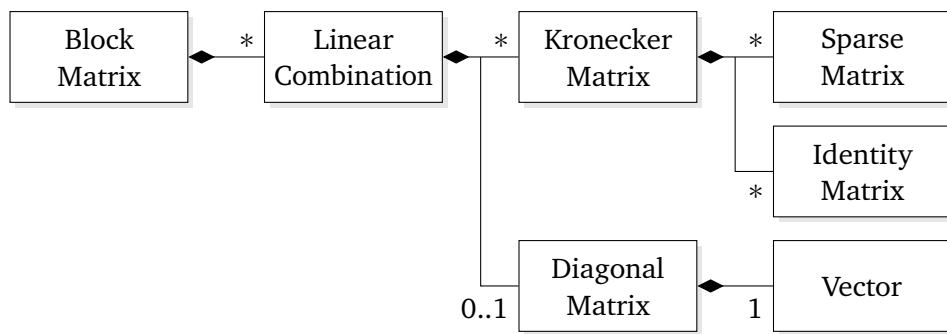 Block
Matrix
*
Linear
Combination
*
Kronecker
Matrix
*
Sparse
Matrix
Identity
Matrix
*
Diagonal
Matrix
0..1
1
Vector